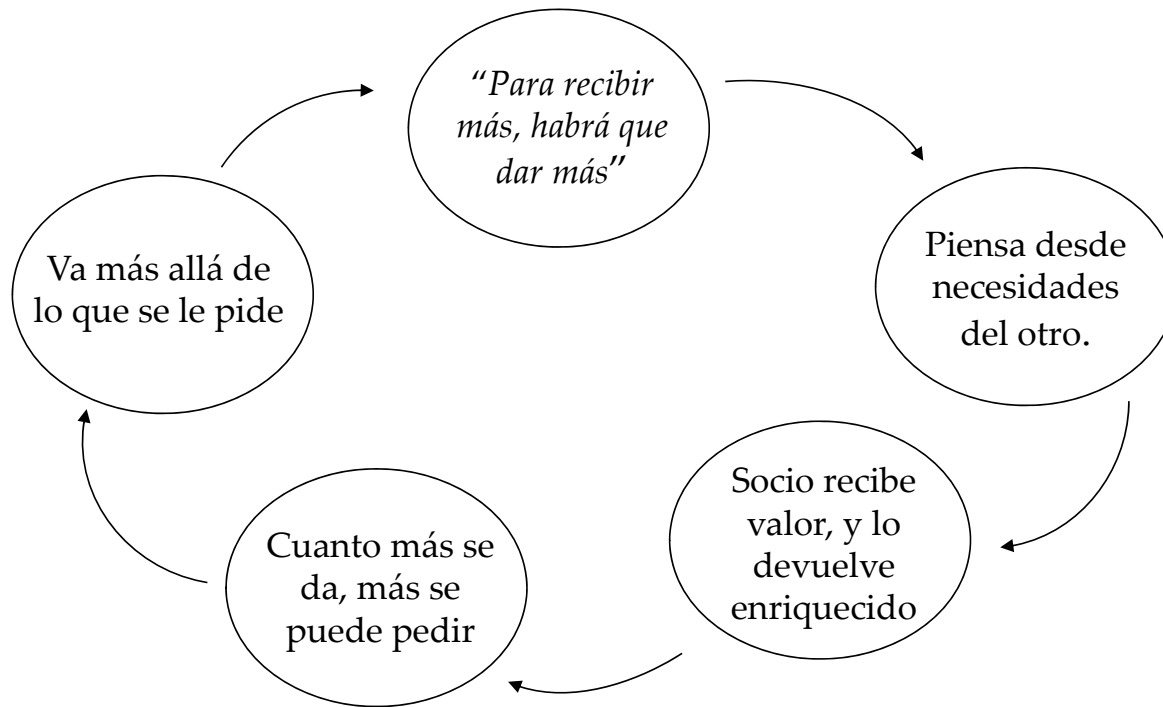 “Para recibir
más, habrá que
dar más”
Piensa desde
necesidades
del otro.
Socio recibe
valor, y lo
devuelve
enriquecido
Cuanto más se
da, más se
puede pedir
Va más allá de
lo que se le pide